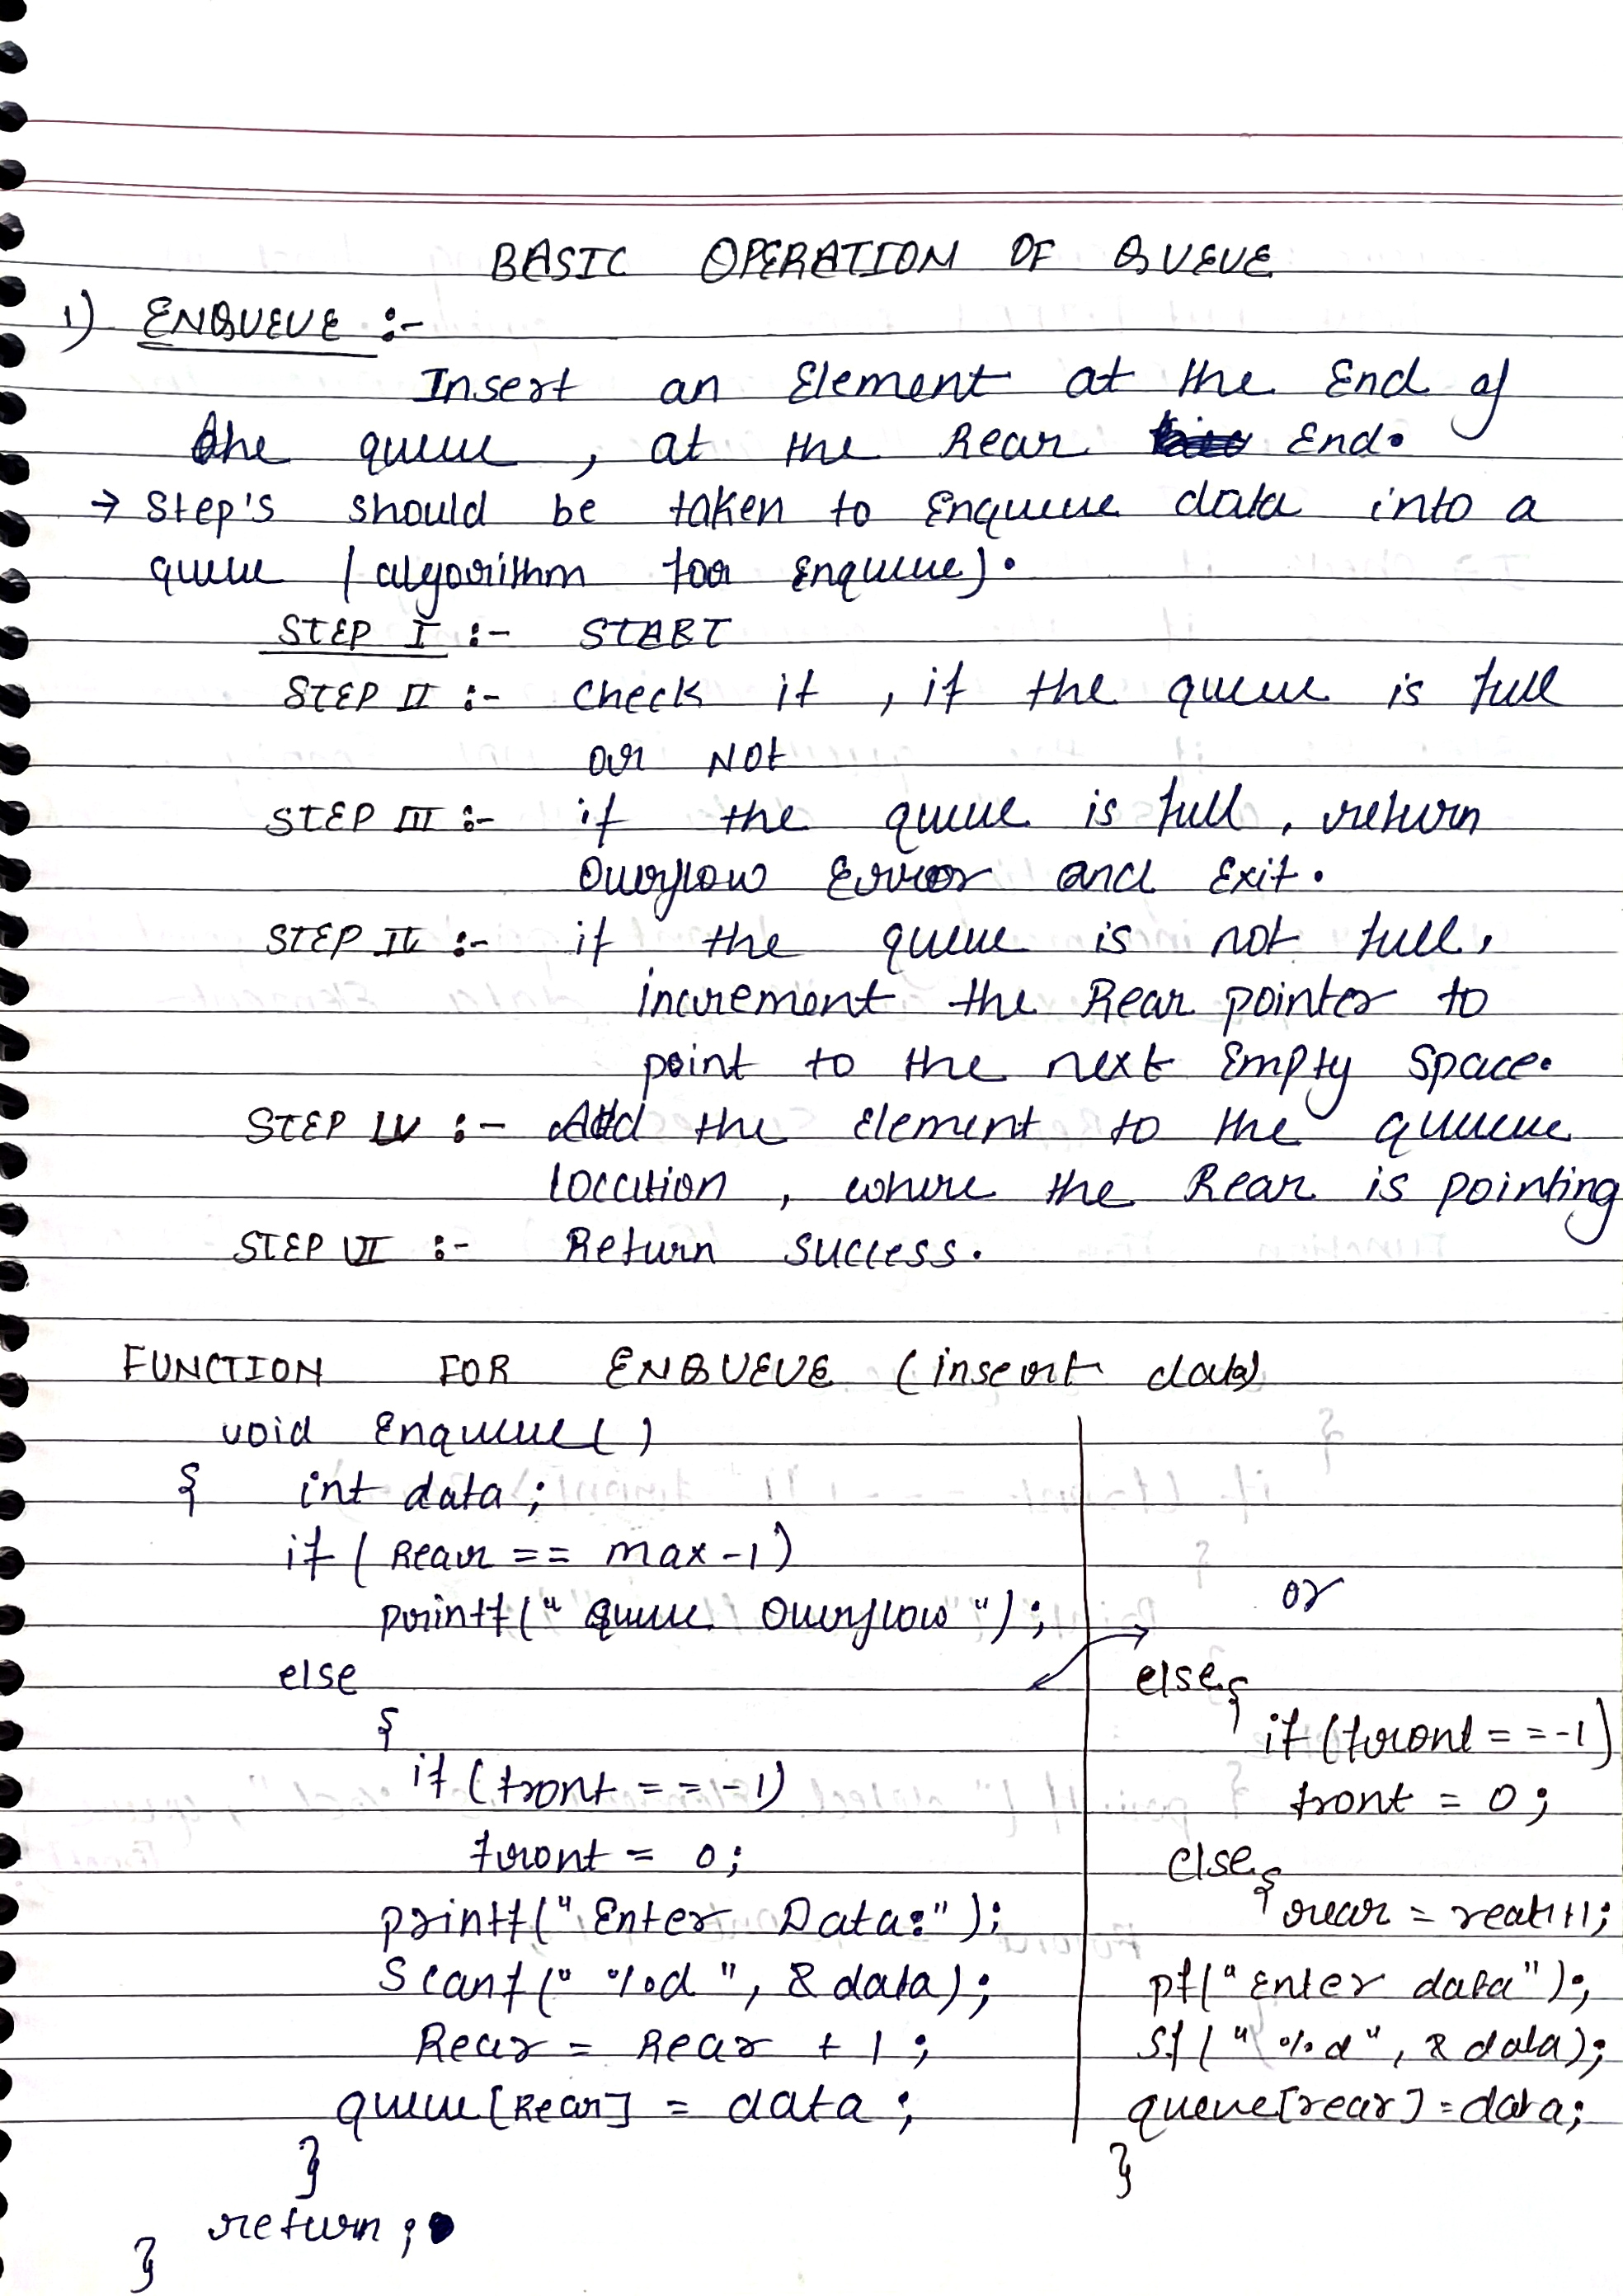 BASIC OPERATION OF QUEUE
1) ENQUEUE :-
Insert an Element at the End of
the queue, at the Rear End.
→ Step's should be taken to Enqueue data into a
queue (algorithm for Enqueue).
STEP I :- START
STEP II :- Check it, if the queue is full
or Not
STEP III :- if the queue is full, return
Overflow Error and Exit.
STEP IV :- if the queue is not full,
increment the Rear pointer to
point to the next Empty Space.
STEP LV :- Add the Element to the queue
location, where the Rear is pointing
STEP VI :- Return success.
FUNCTION FOR ENQUEUE (insert data)
void Enqueue()
{ int data;
if (Rear == max-1)
printf("Queue Overflow");
else
{
if (front == -1)
front = 0;
printf("Enter Data:");
Scanf("%d", &data);
Rear = Rear + 1;
queue[Rear] = data;
}
return;
}
or
else{
if (front == -1)
front = 0;
else{
rear = rear+1;
pf("Enter data");
Sf("%d", &data);
queue[rear] = data;
}